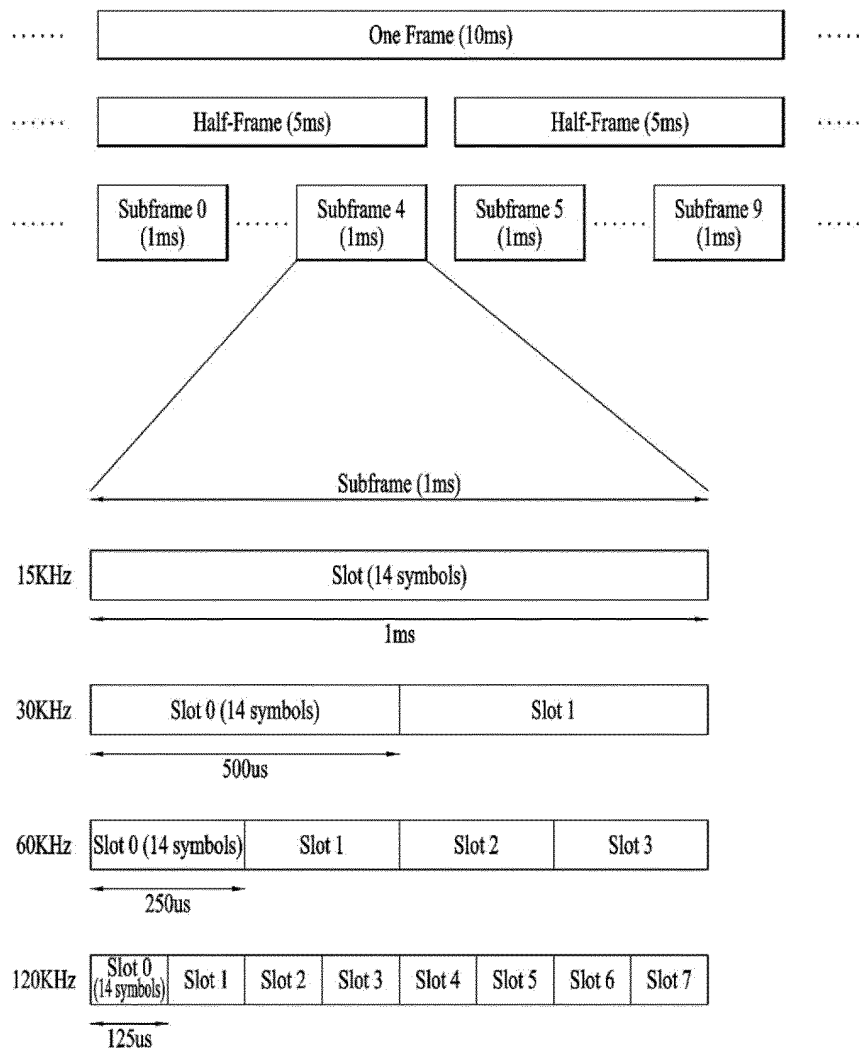 ...... One Frame (10ms) ......
...... Half-Frame (5ms) Half-Frame (5ms) ......
...... Subframe 0 (1ms) ...... Subframe 4 (1ms) Subframe 5 (1ms) ...... Subframe 9 (1ms) ......
Subframe (1ms)
15KHz Slot (14 symbols)
1ms
30KHz Slot 0 (14 symbols) Slot 1
500us
60KHz Slot 0 (14 symbols) Slot 1 Slot 2 Slot 3
250us
120KHz Slot 0 (14 symbols) Slot 1 Slot 2 Slot 3 Slot 4 Slot 5 Slot 6 Slot 7
125us